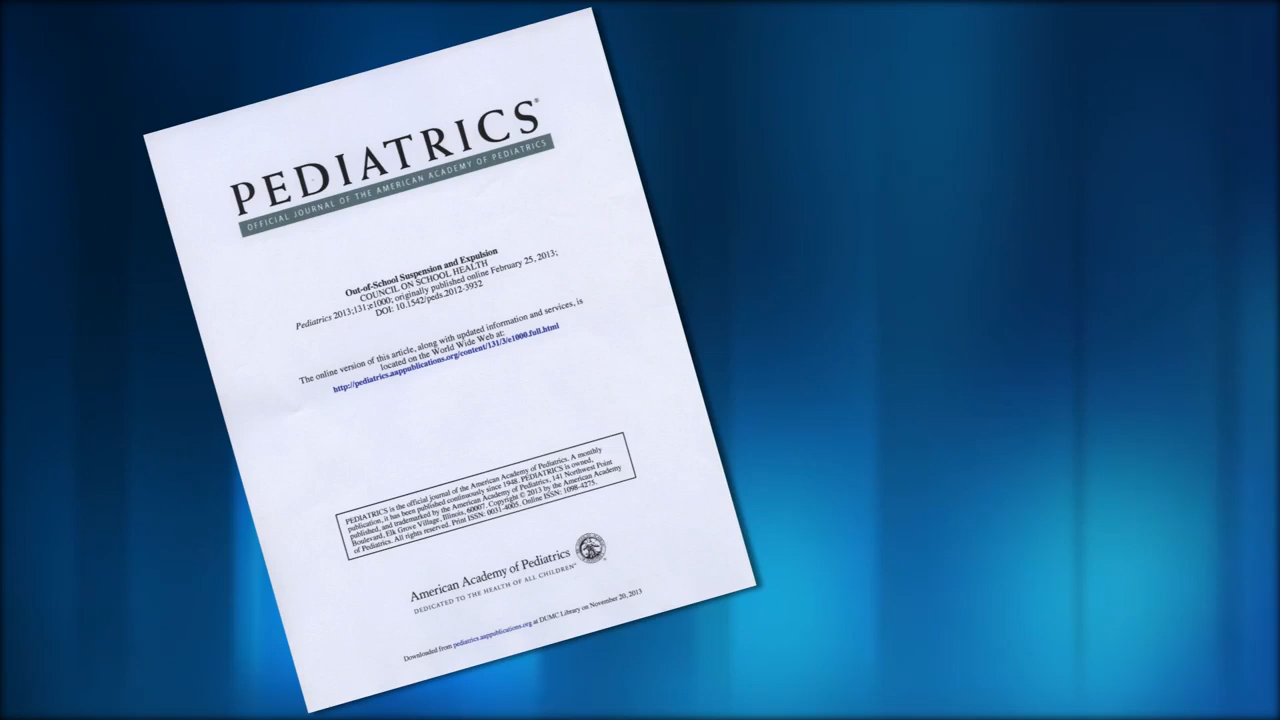 PEDIATRICS®
OFFICIAL JOURNAL OF THE AMERICAN ACADEMY OF PEDIATRICS
Out-of-School Suspension and Expulsion
COUNCIL ON SCHOOL HEALTH
Pediatrics 2013;131;e1000; originally published online February 25, 2013;
DOI: 10.1542/peds.2012-3932
The online version of this article, along with updated information and services, is
located on the World Wide Web at:
http://pediatrics.aappublications.org/content/131/3/e1000.full.html
PEDIATRICS is the official journal of the American Academy of Pediatrics. A monthly
publication, it has been published continuously since 1948. PEDIATRICS is owned,
published, and trademarked by the American Academy of Pediatrics, 141 Northwest Point
Boulevard, Elk Grove Village, Illinois, 60007. Copyright © 2013 by the American Academy
of Pediatrics. All rights reserved. Print ISSN: 0031-4005. Online ISSN: 1098-4275.
American Academy of Pediatrics
DEDICATED TO THE HEALTH OF ALL CHILDREN™
Downloaded from pediatrics.aappublications.org at DUMC Library on November 20, 2013